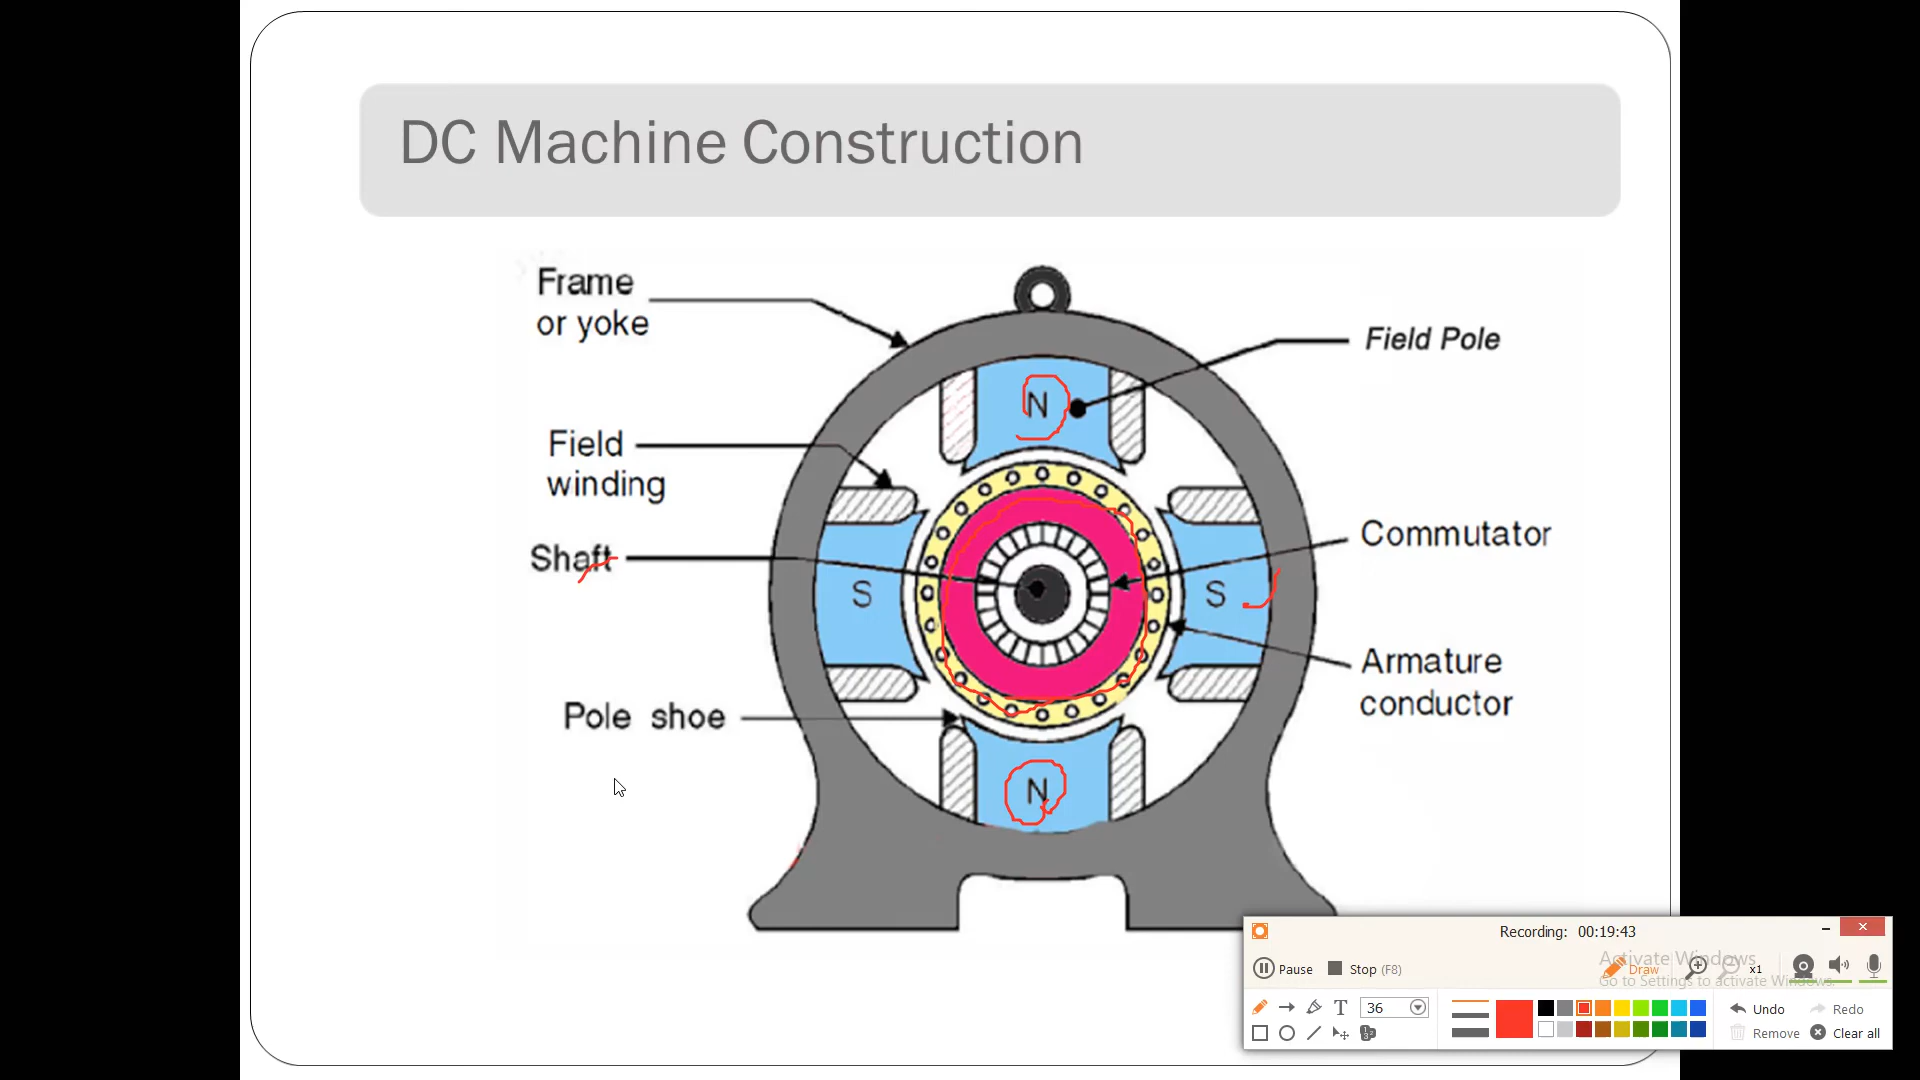 DC Machine Construction
Frame
or yoke
Field Pole
N
Field
winding
Commutator
Shaft
S
S
Armature
conductor
Pole shoe
N
Recording: 00:19:43
Pause
Stop (F8)
Draw
x1
Activate Windows
Go to Settings to activate Windows.
T
36
Undo
Redo
Remove
Clear all